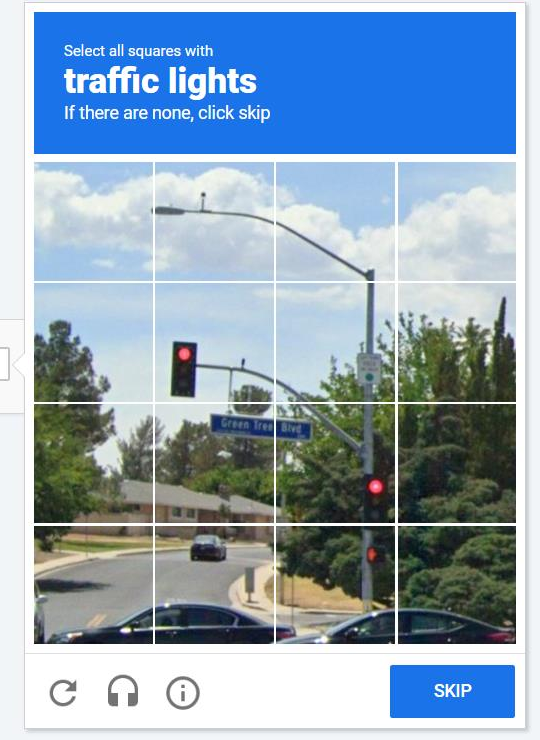 Select all squares with
traffic lights
If there are none, click skip
Green Tree Blvd
SKIP